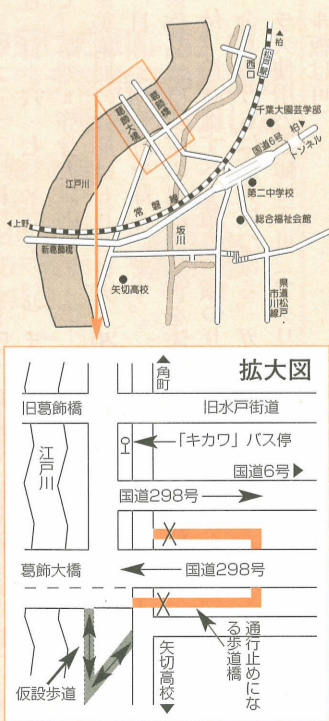 ▲柏
松戸駅
西口
千葉大園芸学部
国道6号
柏▶
トンネル
葛飾橋
葛飾大橋
江戸川
第二中学校
常磐線
総合福祉会館
◀上野
坂川
新葛飾橋
矢切高校
県道松戸
市川線
拡大図
▲角町
旧葛飾橋
旧水戸街道
「キカワ」バス停
江戸川
国道6号▶
国道298号
葛飾大橋
国道298号
通行止めにな
る歩道橋
仮設歩道
矢切高校▼